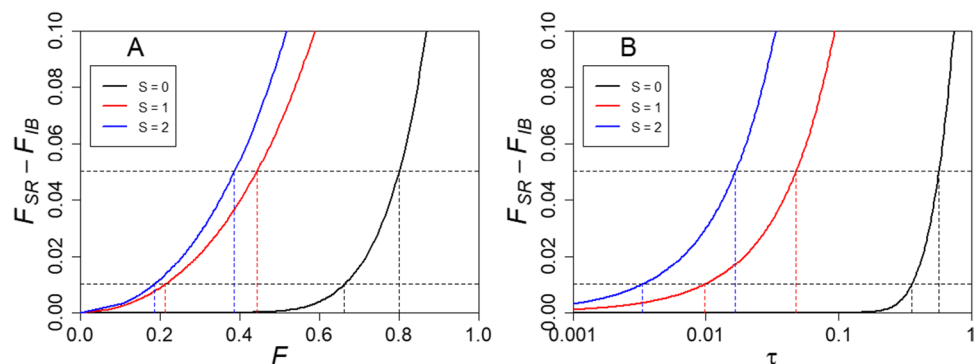 A
S = 0
S = 1
S = 2
F_SR − F_IB
0.00 0.02 0.04 0.06 0.08 0.10
0.0 0.2 0.4 0.6 0.8 1.0
F
B
S = 0
S = 1
S = 2
F_SR − F_IB
0.00 0.02 0.04 0.06 0.08 0.10
0.001 0.01 0.1 1
τ